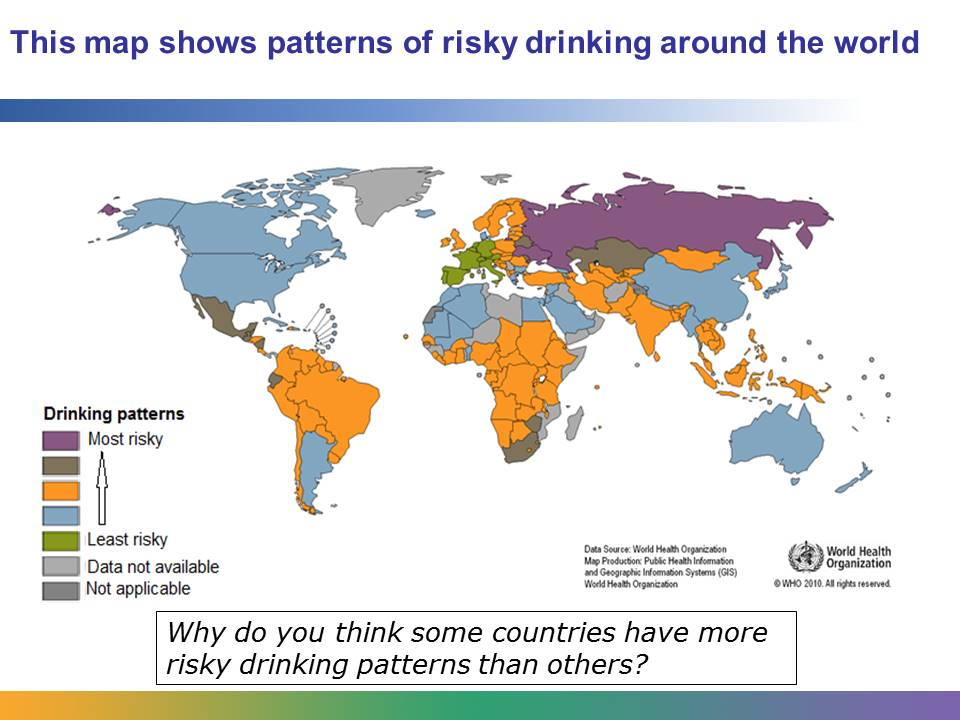 This map shows patterns of risky drinking around the world
Drinking patterns
Most risky
Least risky
Data not available
Not applicable
Data Source: World Health Organization
Map Production: Public Health Information
and Geographic Information Systems (GIS)
World Health Organization
World Health
Organization
© WHO 2010. All rights reserved.
Why do you think some countries have more
risky drinking patterns than others?